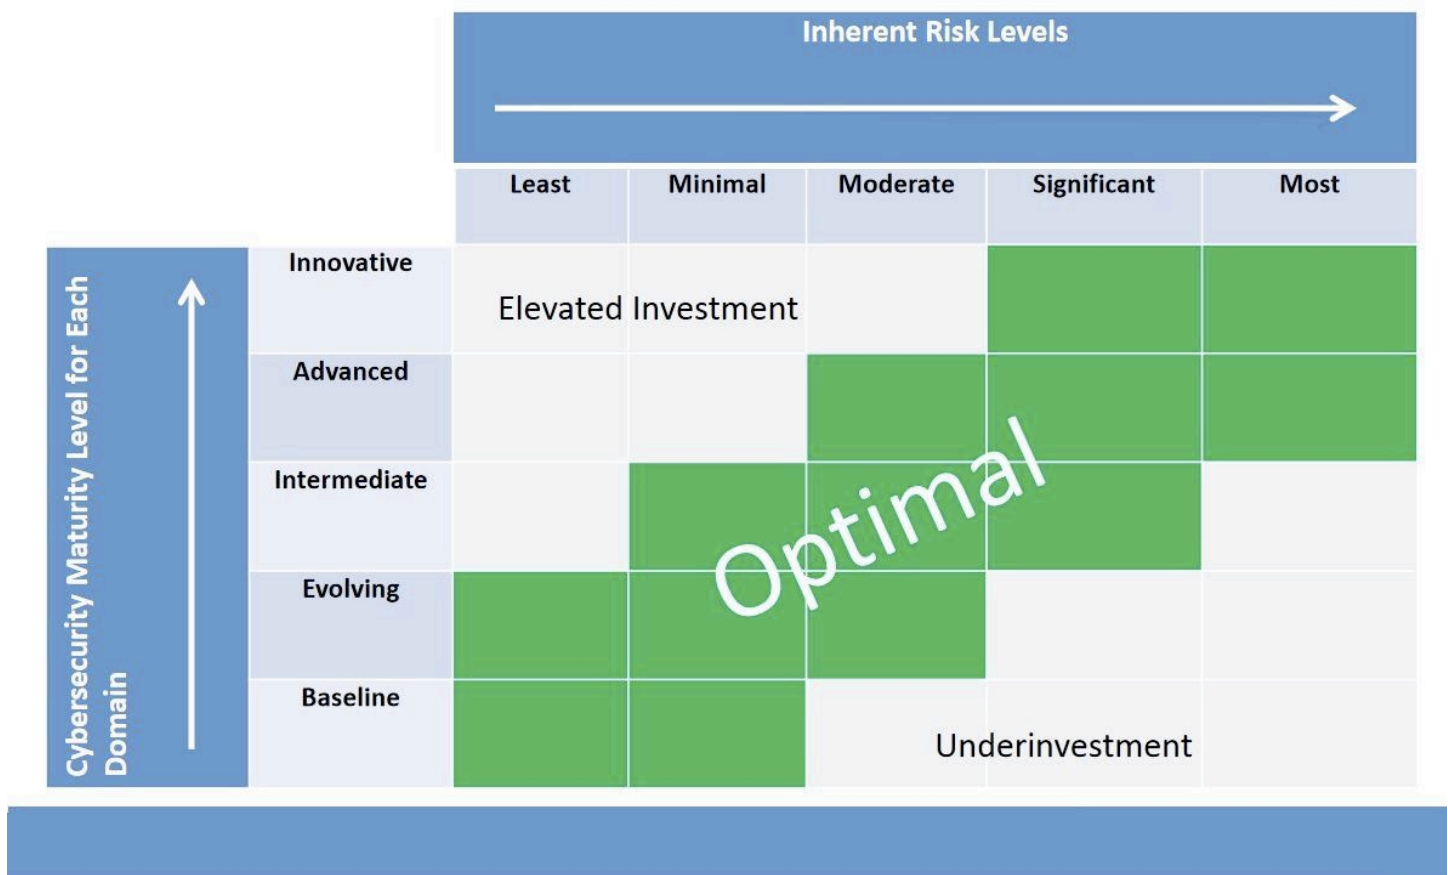 Inherent Risk Levels
Least Minimal Moderate Significant Most
Cybersecurity Maturity Level for Each
Domain
Innovative
Elevated Investment
Advanced
Intermediate
Optimal
Evolving
Baseline
Underinvestment